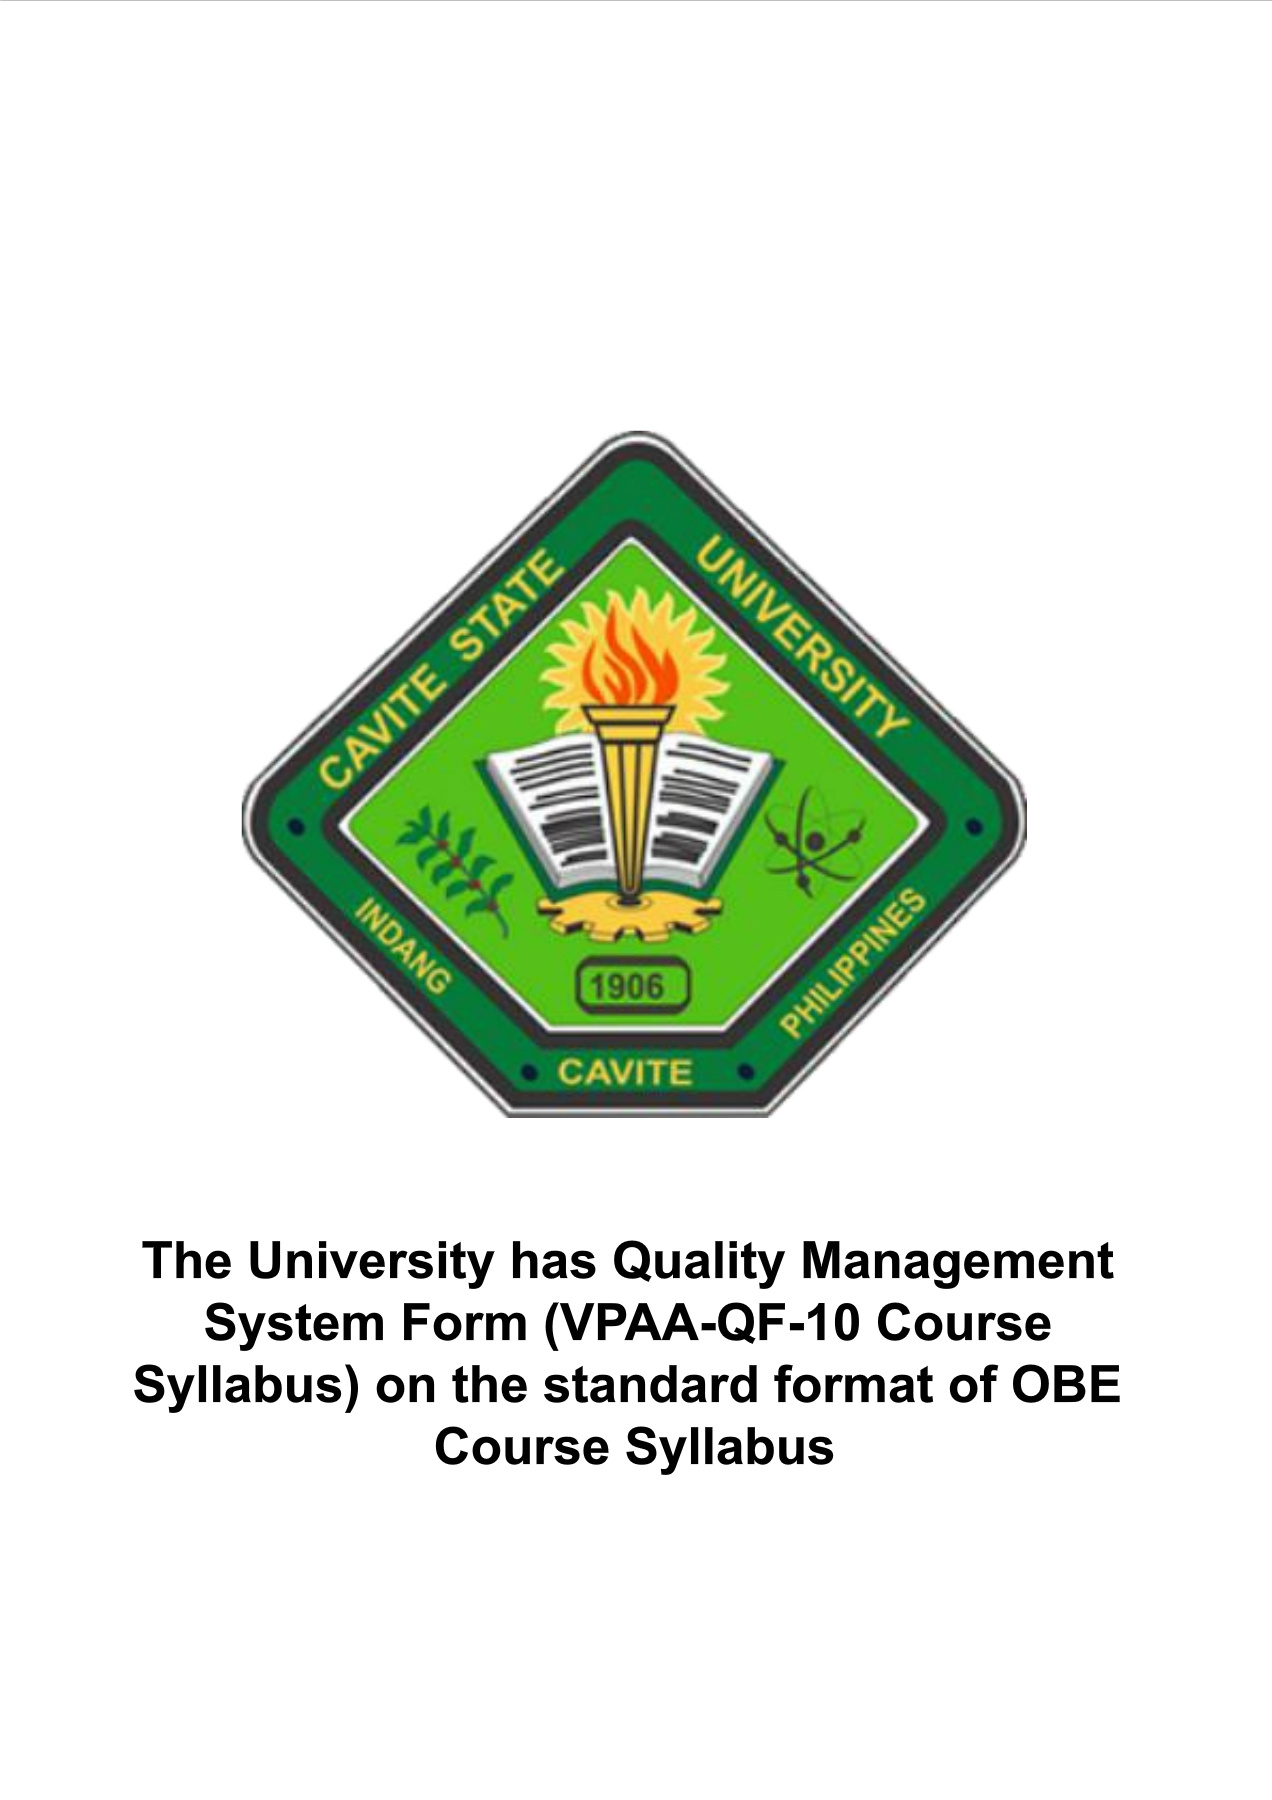 CAVITE STATE UNIVERSITY
INDANG
CAVITE
PHILIPPINES
1906
The University has Quality Management
System Form (VPAA-QF-10 Course
Syllabus) on the standard format of OBE
Course Syllabus